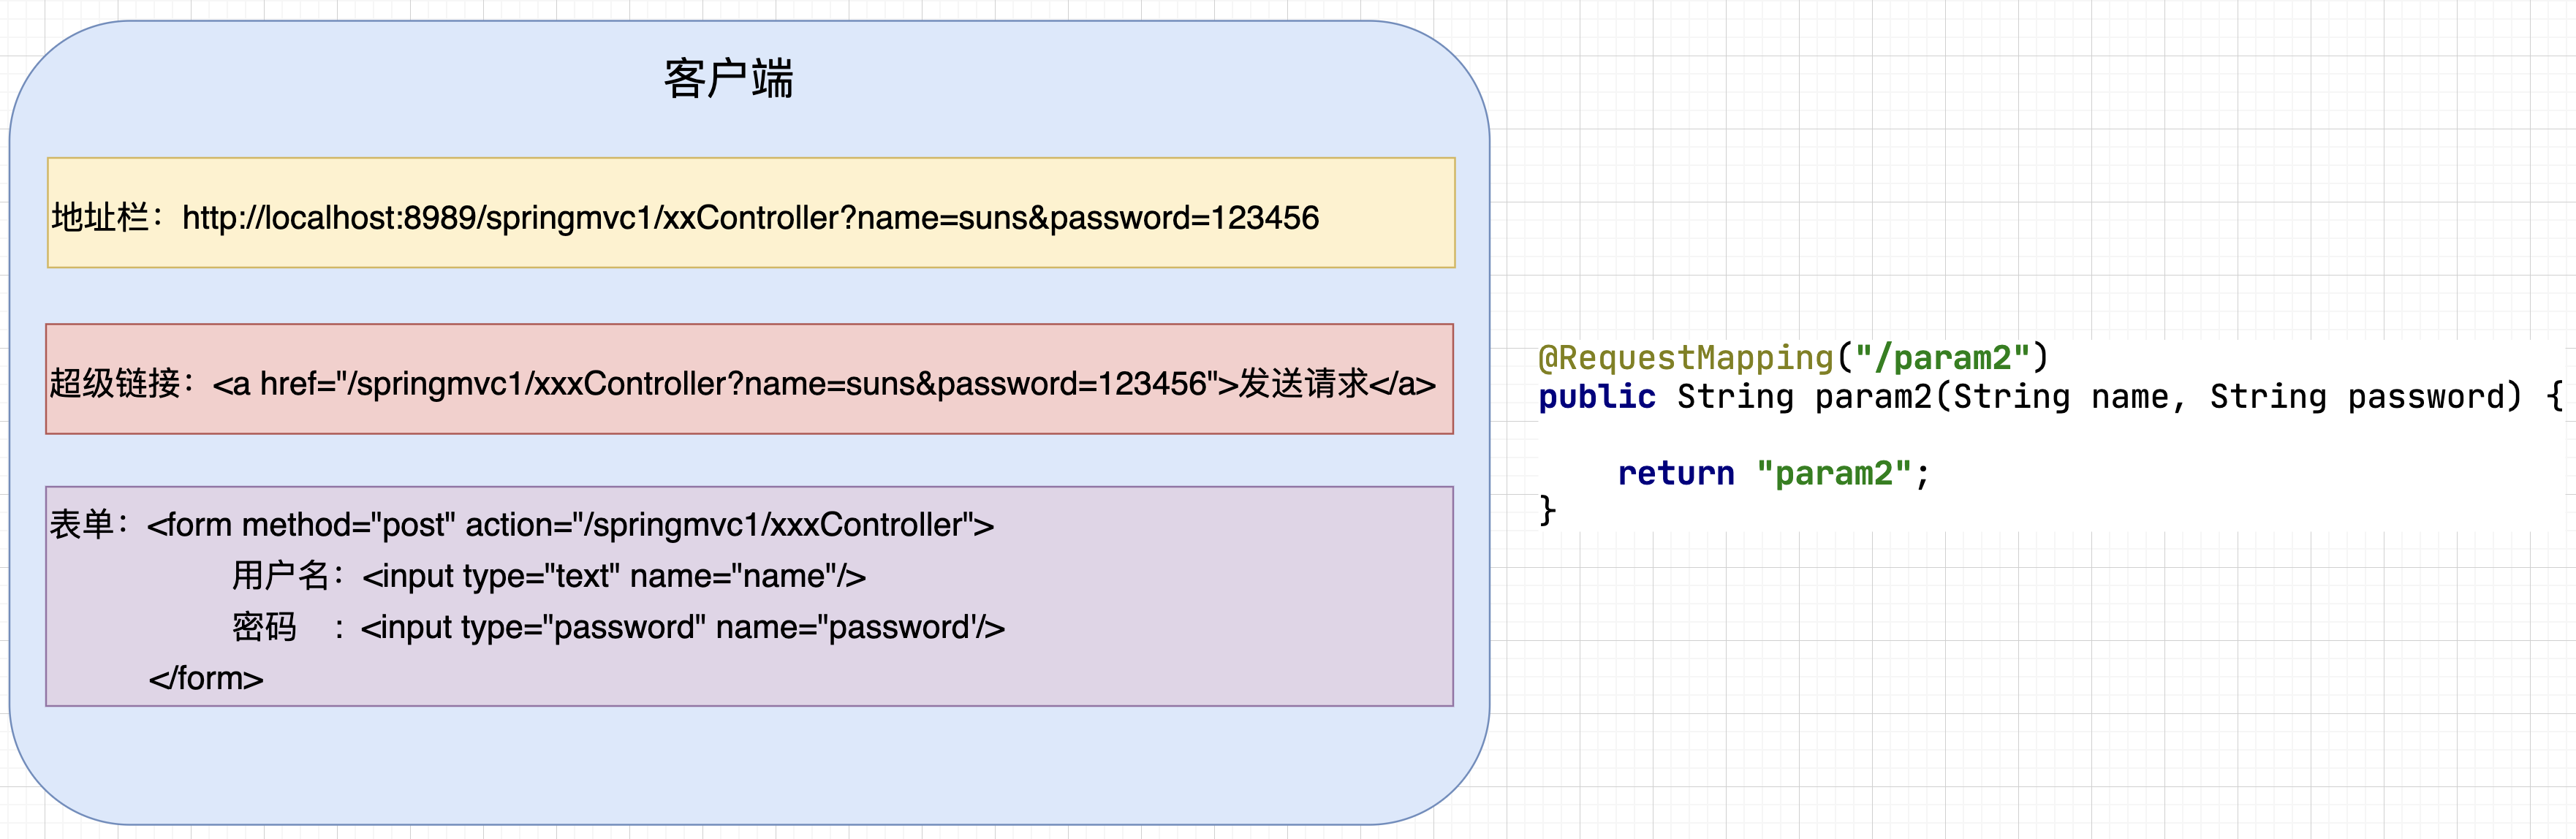 客户端
地址栏：http://localhost:8989/springmvc1/xxController?name=suns&password=123456
超级链接：<a href="/springmvc1/xxxController?name=suns&password=123456">发送请求</a>
表单：<form method="post" action="/springmvc1/xxxController">
用户名：<input type="text" name="name"/>
密码 ：<input type="password" name="password'/>
</form>
@RequestMapping("/param2")
public String param2(String name, String password) {
return "param2";
}